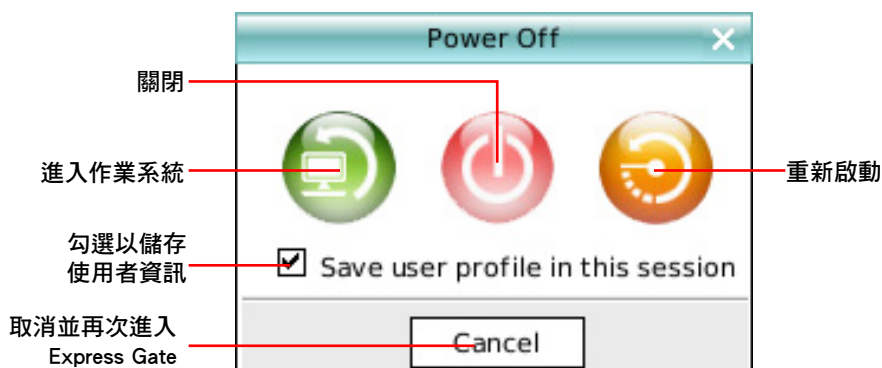 Power Off
關閉
進入作業系統
重新啟動
勾選以儲存
使用者資訊
Save user profile in this session
取消並再次進入
Express Gate
Cancel